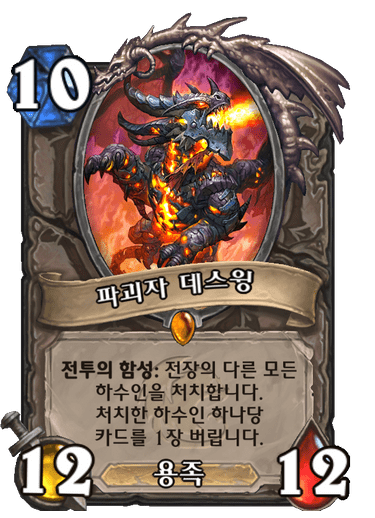 10
파괴자 데스윙
전투의 함성: 전장의 다른 모든
하수인을 처치합니다.
처치한 하수인 하나당
카드를 1장 버립니다.
12
용족
12